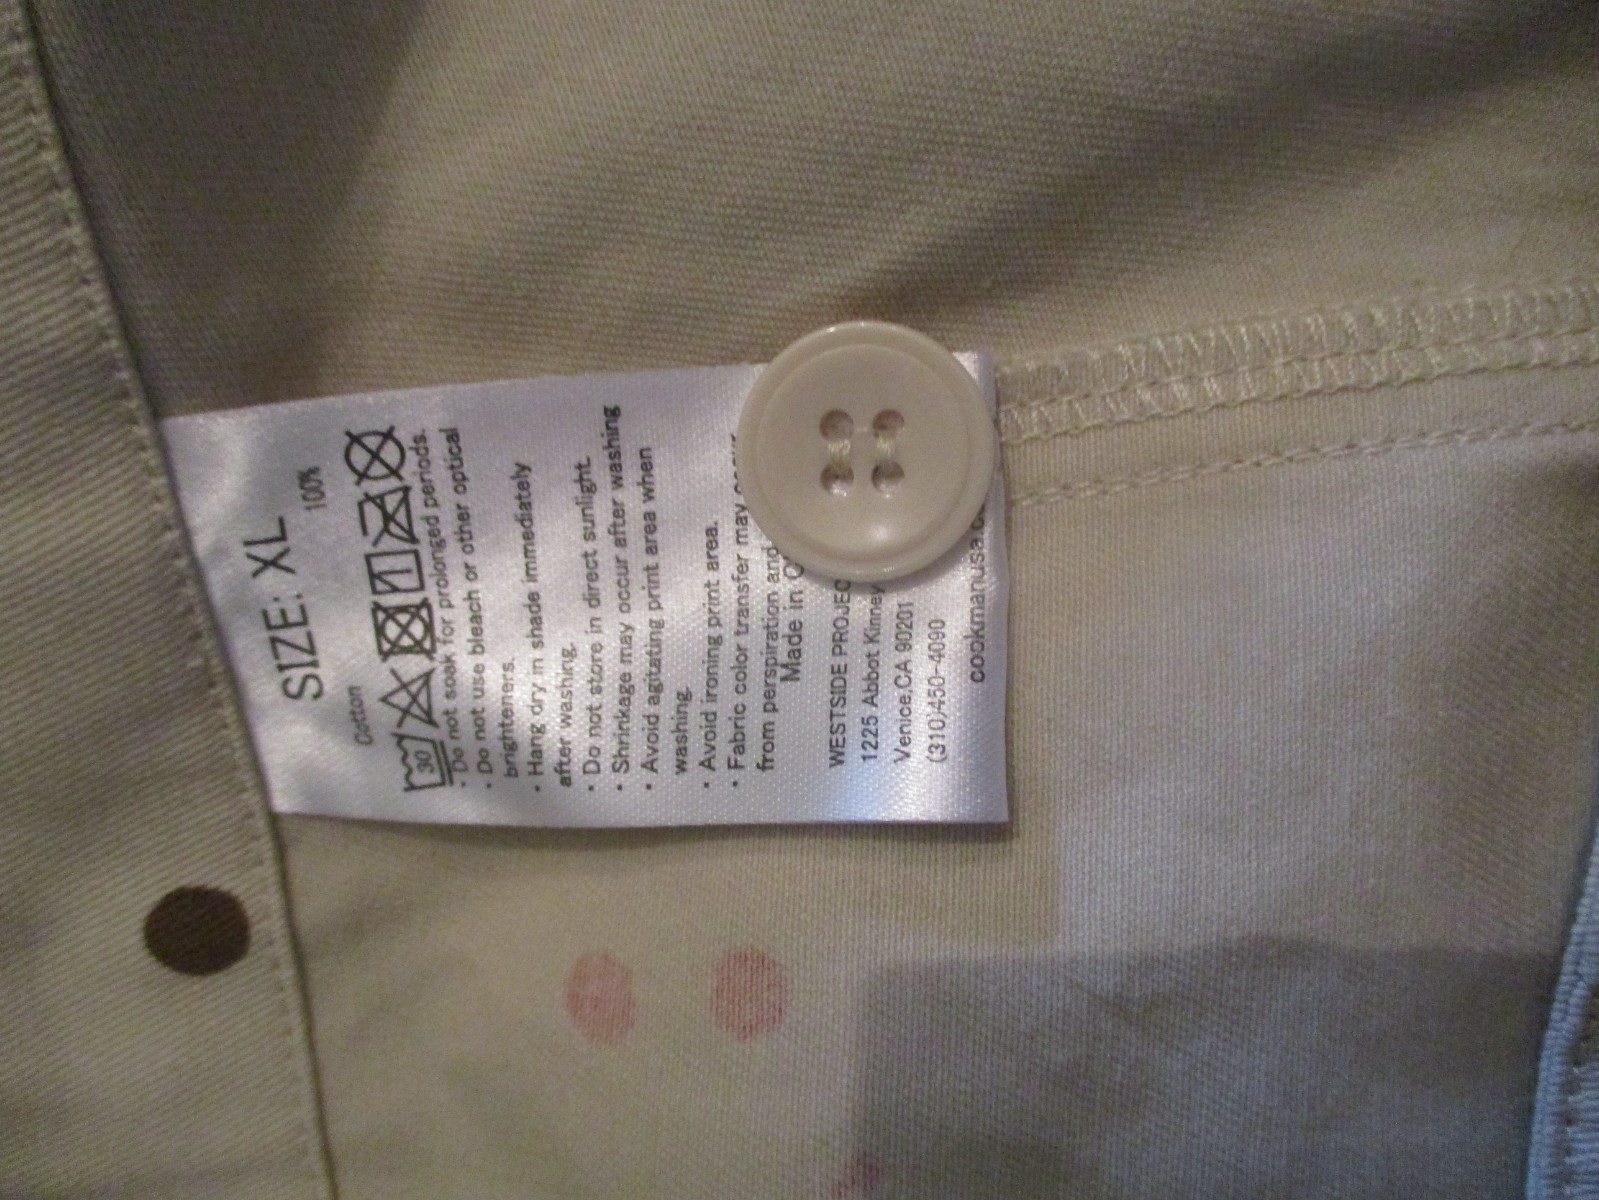 SIZE: XL
Cotton 100%
30
· Do not soak for prolonged periods.
· Do not use bleach or other optical
brighteners.
· Hang dry in shade immediately
after washing.
· Do not store in direct sunlight.
· Shrinkage may occur after washing
· Avoid agitating print area when
washing.
· Avoid ironing print area.
· Fabric color transfer may occur
from perspiration and
Made in
WESTSIDE PROJEC
1225 Abbot Kinney
Venice,CA 90201
(310)450-4090
cookmanusa.c